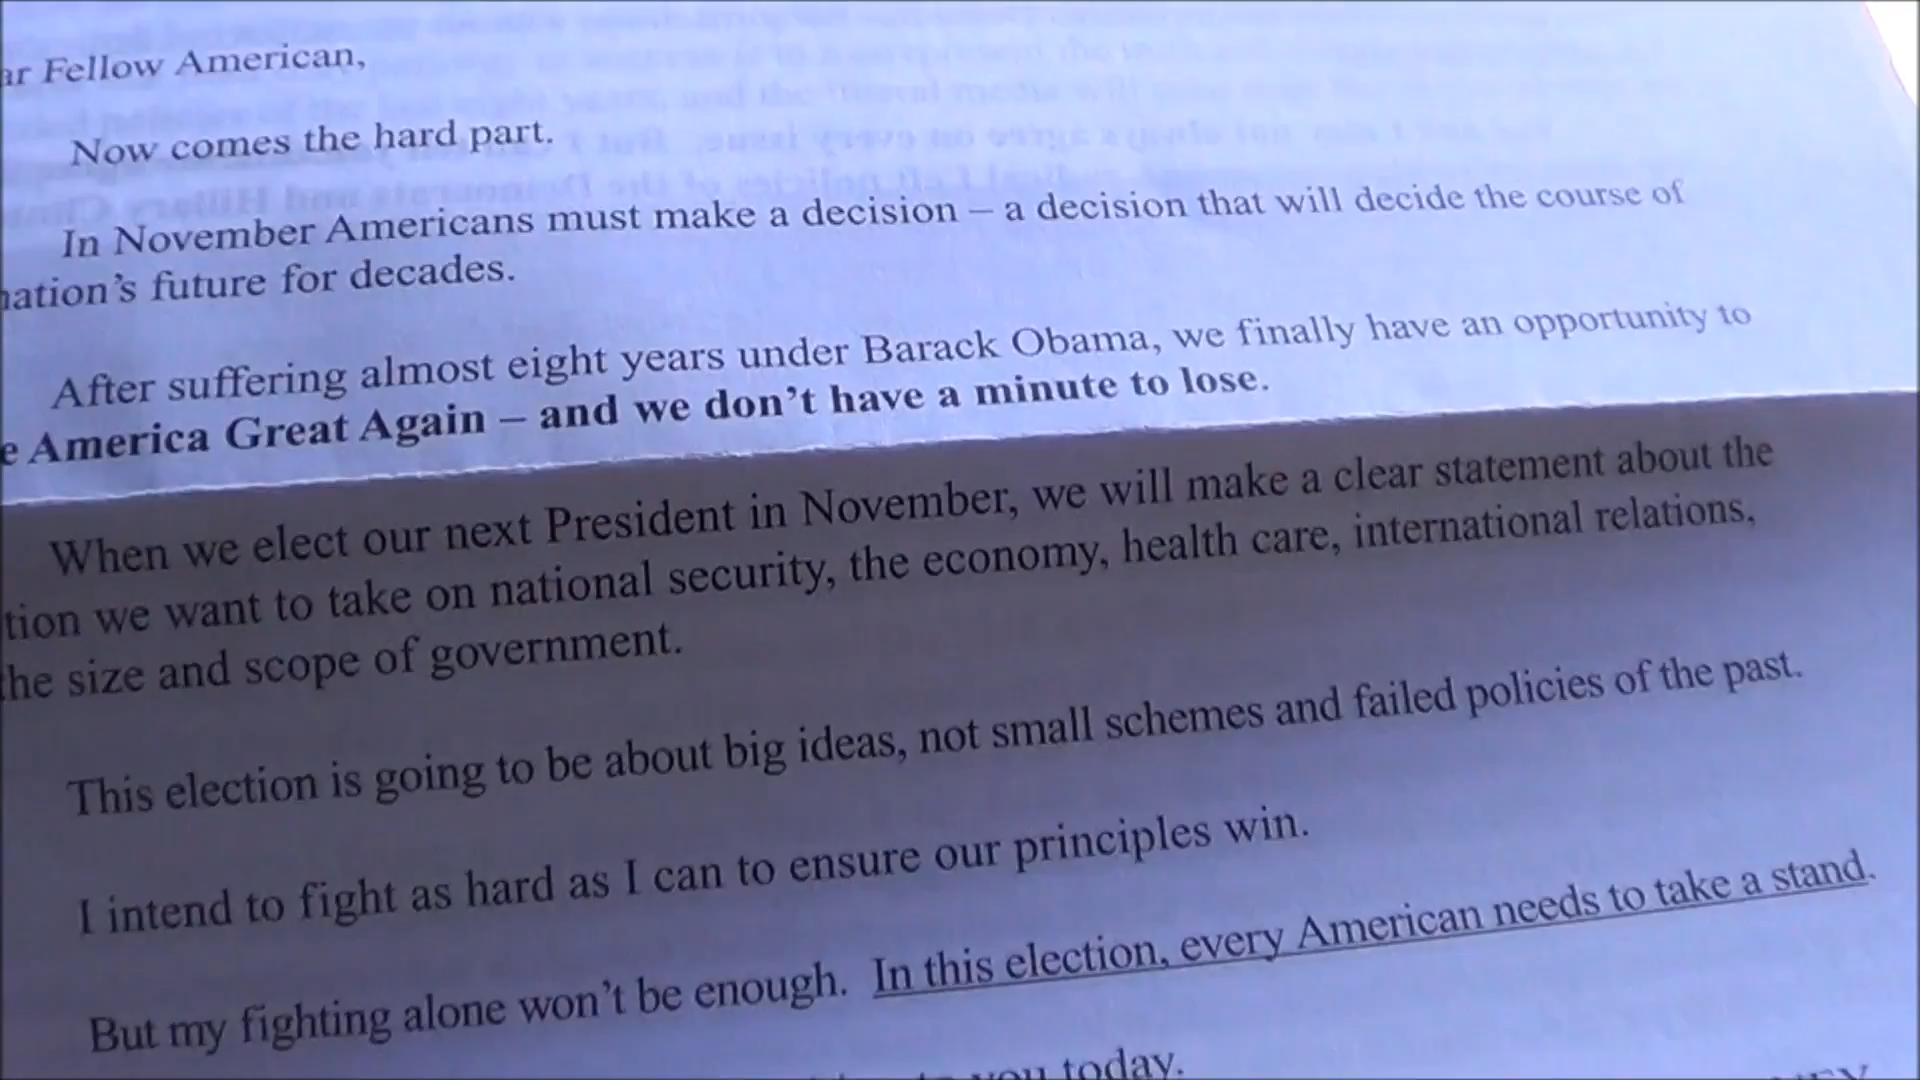 ar Fellow American,
Now comes the hard part.
In November Americans must make a decision – a decision that will decide the course of
nation's future for decades.
After suffering almost eight years under Barack Obama, we finally have an opportunity to
e America Great Again – and we don't have a minute to lose.
When we elect our next President in November, we will make a clear statement about the
tion we want to take on national security, the economy, health care, international relations,
the size and scope of government.
This election is going to be about big ideas, not small schemes and failed policies of the past.
I intend to fight as hard as I can to ensure our principles win.
But my fighting alone won't be enough. In this election, every American needs to take a stand.
you today.